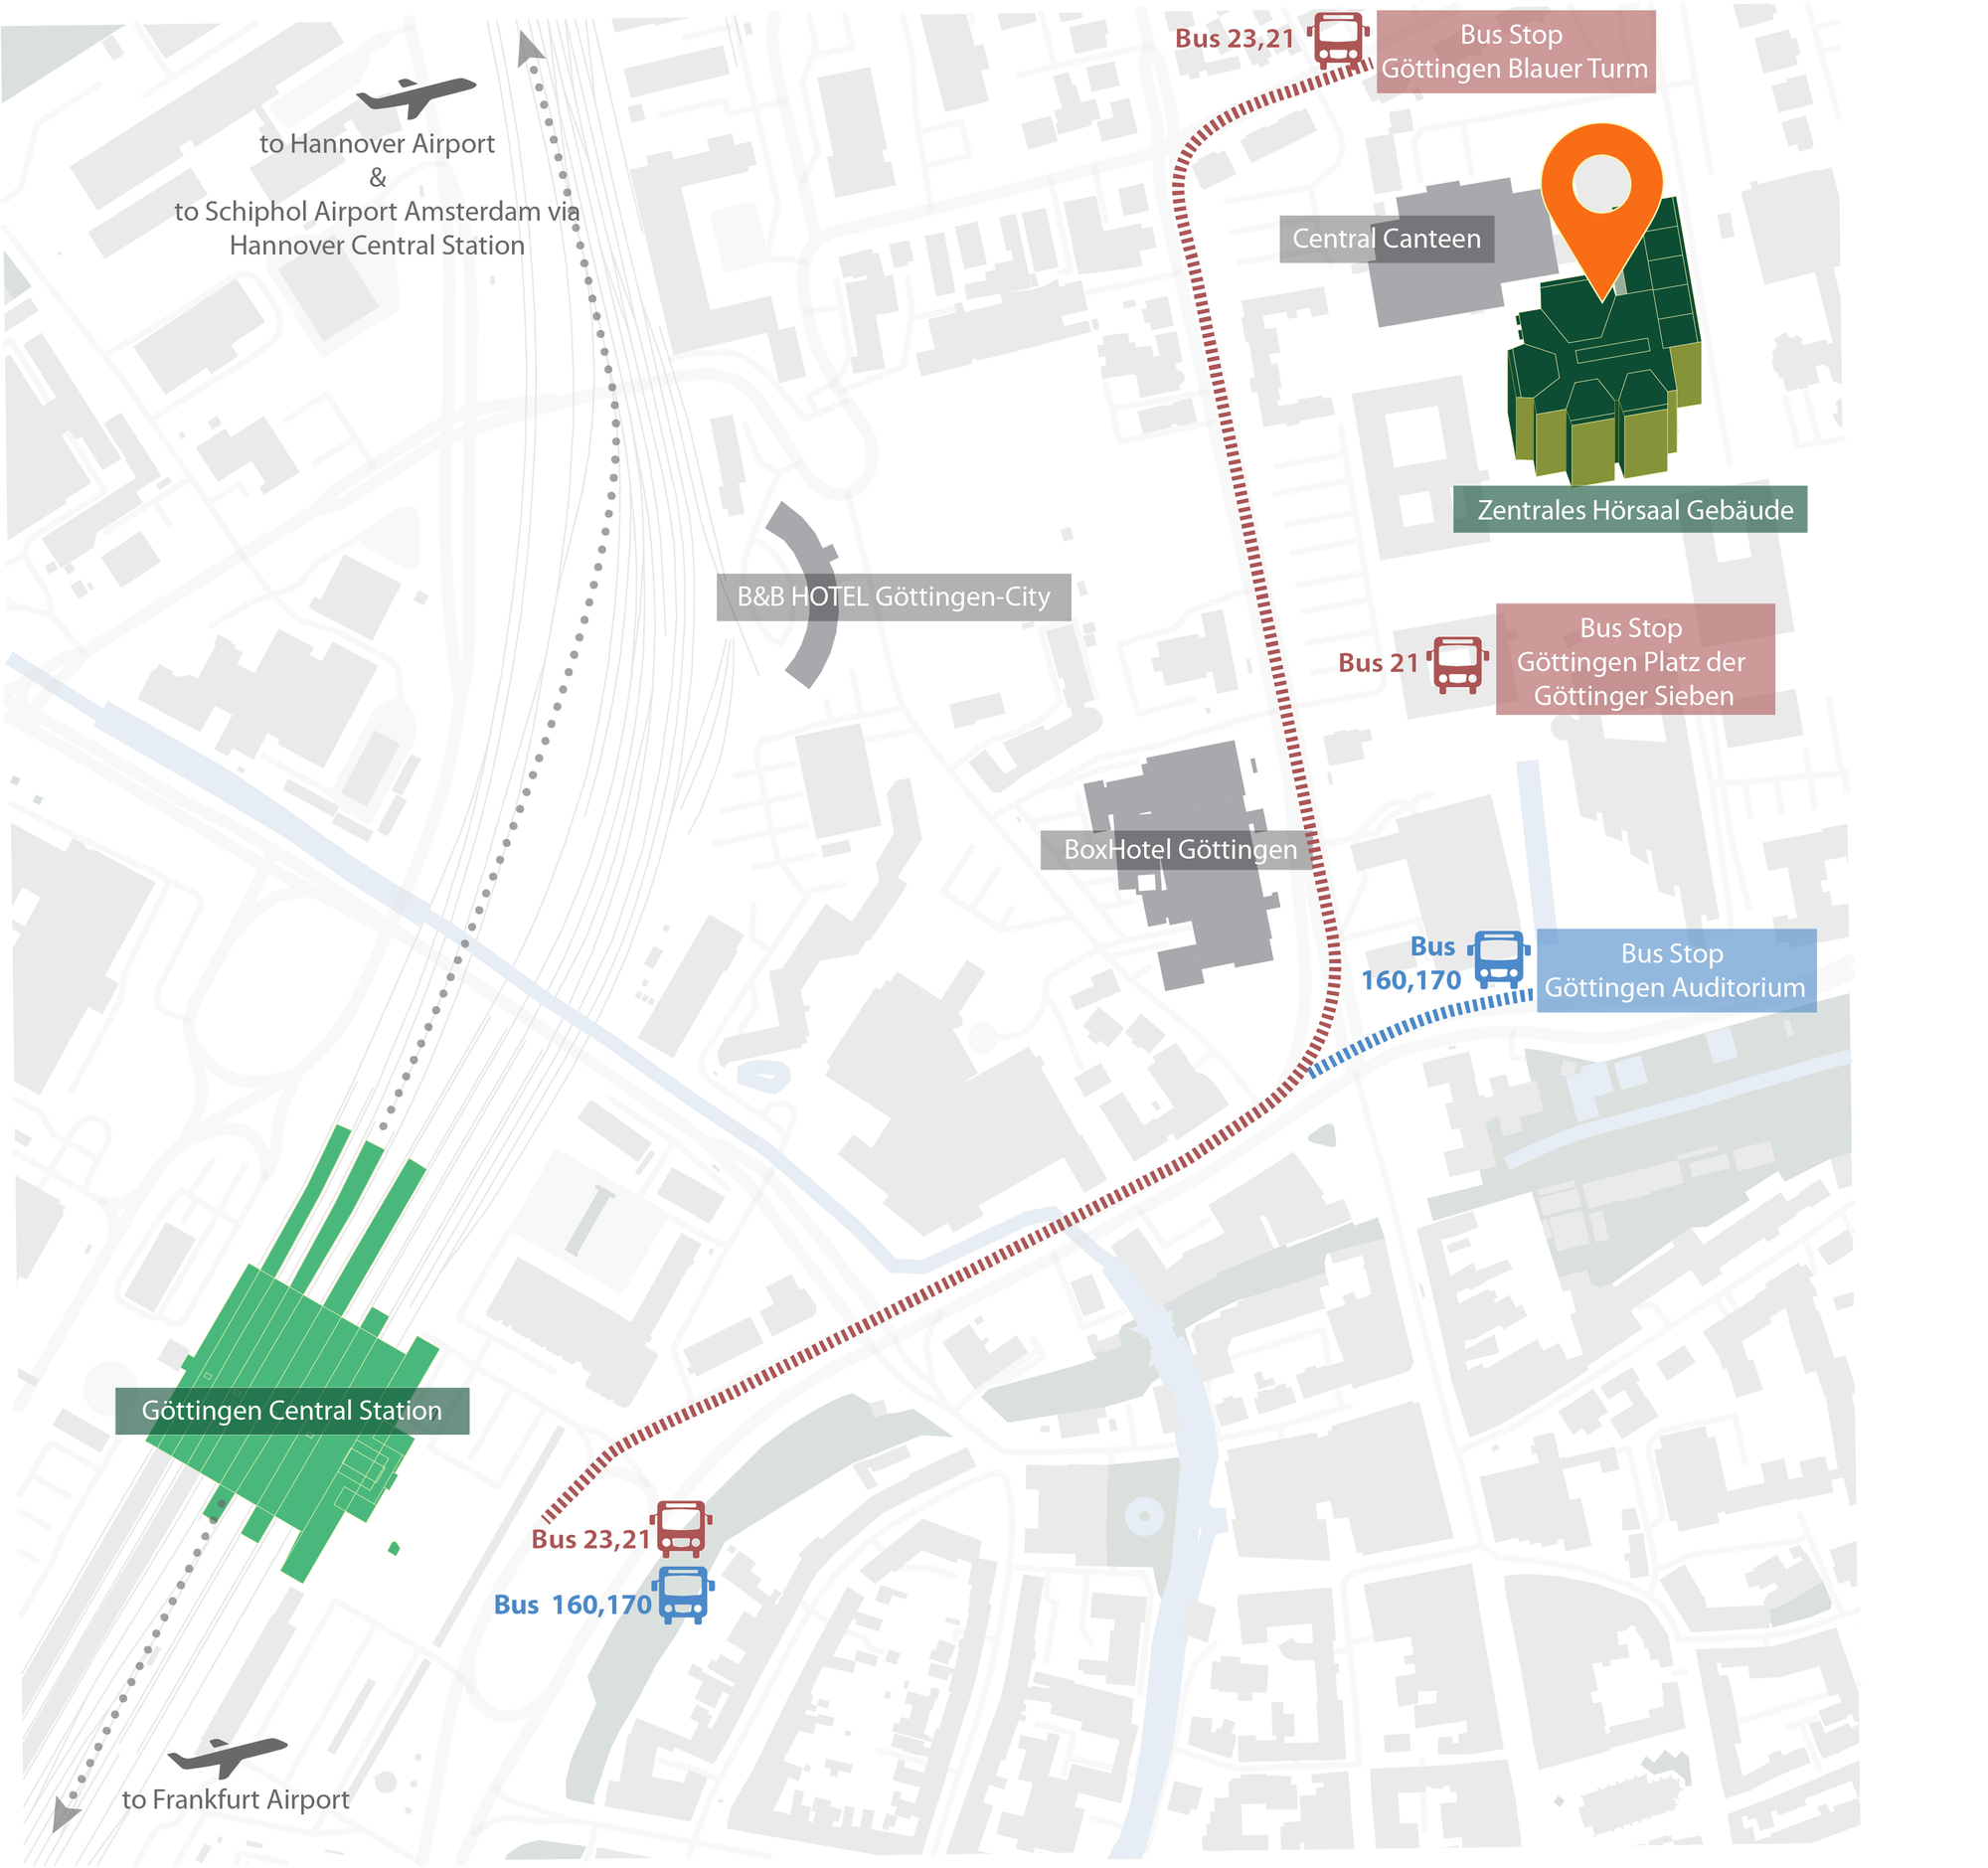 Bus 23,21
Bus Stop
Göttingen Blauer Turm
to Hannover Airport
&
to Schiphol Airport Amsterdam via
Hannover Central Station
Central Canteen
Zentrales Hörsaal Gebäude
B&B HOTEL Göttingen-City
Bus 21
Bus Stop
Göttingen Platz der
Göttinger Sieben
BoxHotel Göttingen
Bus
160,170
Bus Stop
Göttingen Auditorium
Göttingen Central Station
Bus 23,21
Bus 160,170
to Frankfurt Airport